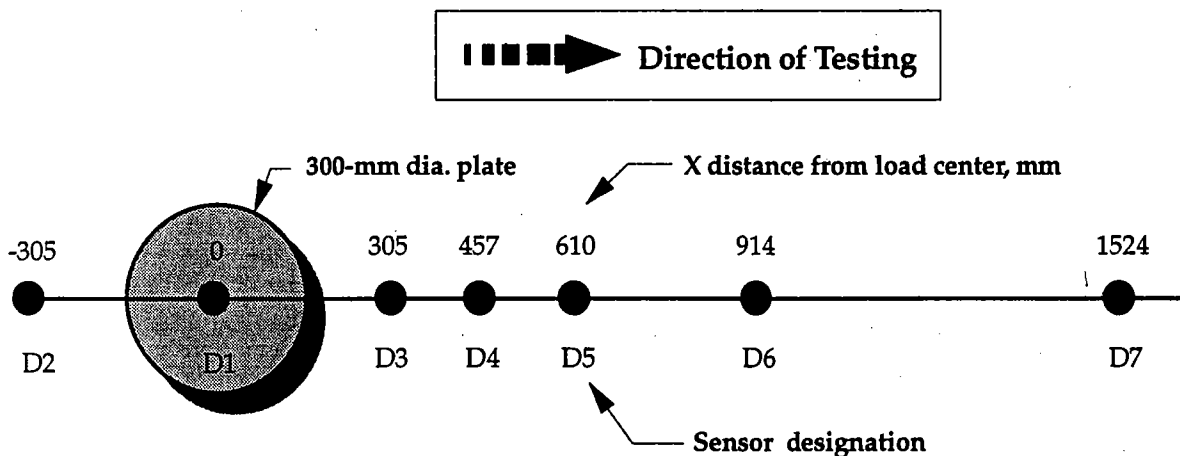 Direction of Testing
300-mm dia. plate
X distance from load center, mm
-305 0 305 457 610 914 1524
D2 D1 D3 D4 D5 D6 D7
Sensor designation